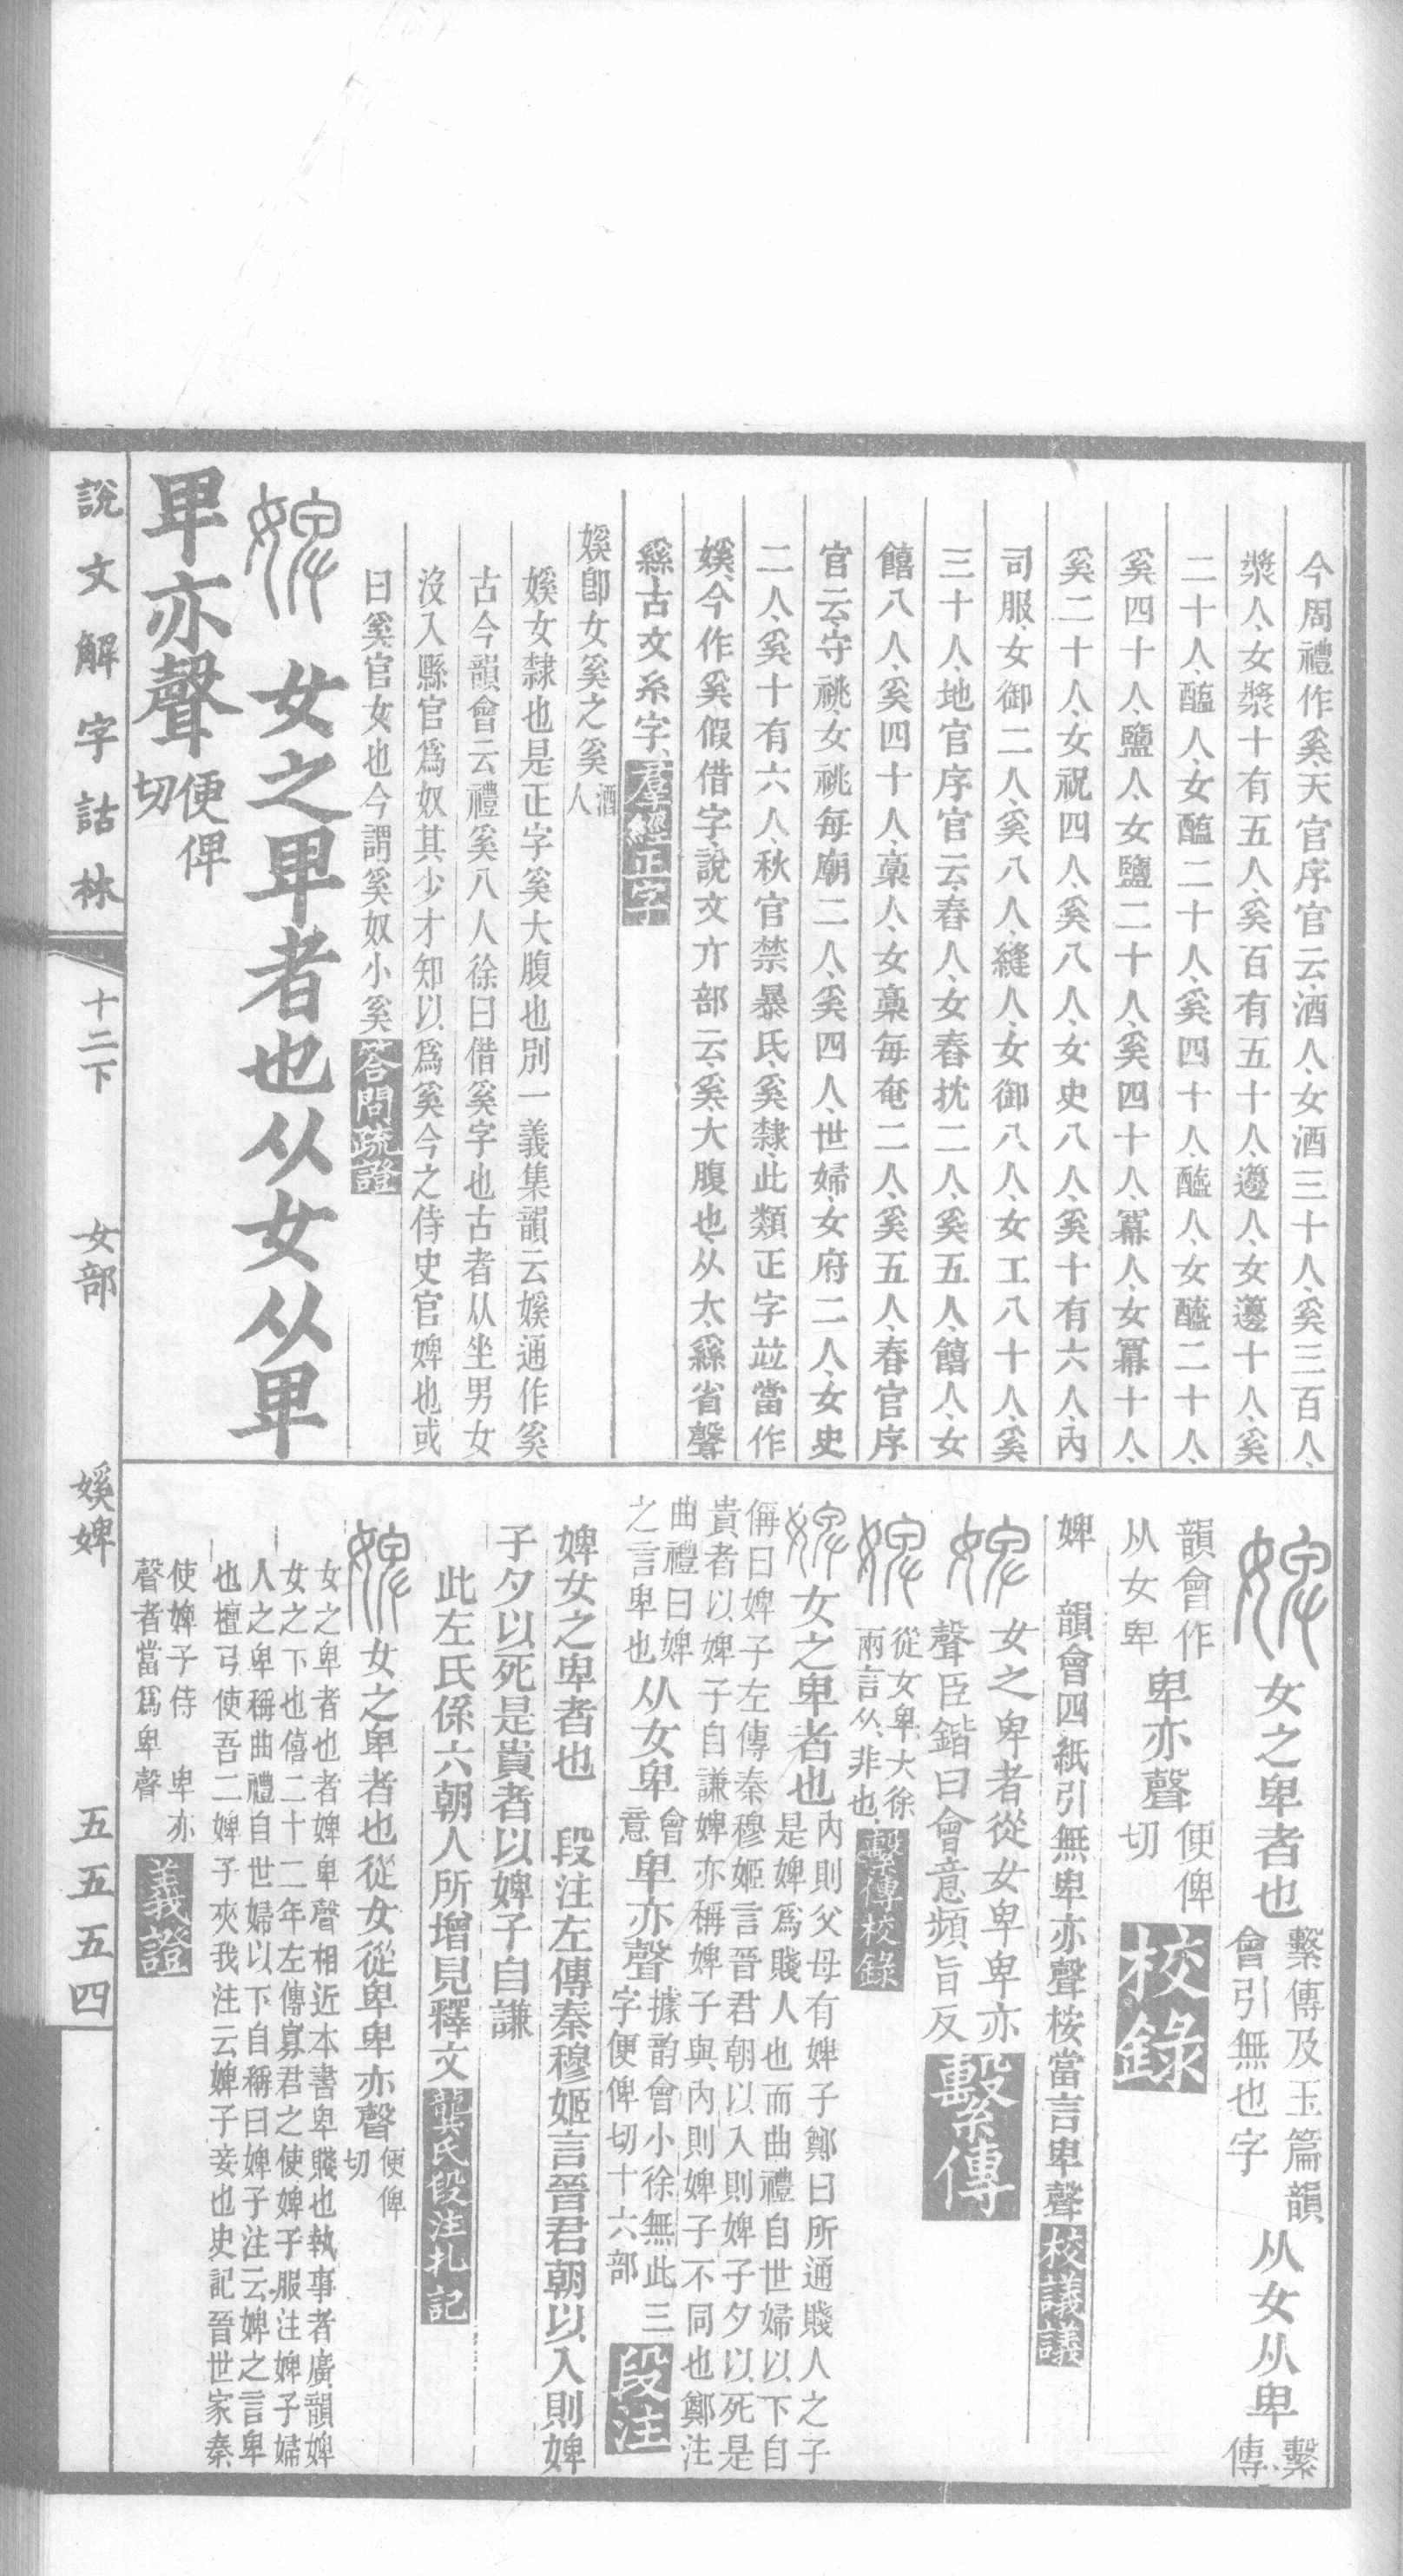 今周禮作奚、天官序官云、酒人、女酒三十人、奚三百人、
漿人、女漿十有五人、奚百有五十人、籩人、女籩十人、奚
二十人、醢人、女醢二十人、奚四十人、醯人、女醯二十人、
奚四十人、鹽人、女鹽二十人、奚四十人、冪人、女冪十人、
奚二十人、女祝四人、奚八人、女史八人、奚十有六人、內
司服、女御二人、奚八人、縫人、女御八人、女工八十人、奚
三十人、地官序官云、舂人、女舂抌二人、奚五人、饎人、女
饎八人、奚四十人、槀人、女槀每奄二人、奚五人、春官序
官云、守祧、女祧每廟二人、奚四人、世婦、女府二人、女史
二人、奚十有六人、秋官禁暴氏、奚隸、此類正字竝當作
㜎、今作奚假借字、說文亣部云、奚、大腹也、从大、𦃟省聲
𦃟古文系字、羣經正字
㜎卽女奚之奚酒人
㜎女隸也是正字奚大腹也別一義集韻云㜎通作奚
古今韻會云禮奚八人徐曰借奚字也古者从坐男女
沒入縣官爲奴其少才知以爲奚今之侍史官婢也或
曰奚官女也今謂奚奴小奚答問疏證
婢 女之卑者也从女从卑
卑亦聲便俾切
說文解字詁林 十二下 女部 㜎婢 五五五四
婢女之卑者也繫傳及玉篇韻會引無也字从女从卑繫傳、
韻會作从女卑卑亦聲便俾切校錄
婢 韻會四紙引無卑亦聲桉當言卑聲校議議
婢女之卑者從女卑卑亦
聲臣鍇曰會意頻旨反繫傳
婢從女卑、大徐兩言从、非也、繫傳校錄
婢女之卑者也內則父母有婢子鄭曰所通賤人之子
是婢爲賤人也而曲禮自世婦以下自
偁曰婢子左傳秦穆姬言晉君朝以入則婢子夕以死是
貴者以婢子自謙婢亦稱婢子與內則婢子不同也鄭注
曲禮曰婢之言卑也从女卑會意卑亦聲據韵會小徐無此三字便俾切十六部段注
婢女之卑者也 段注左傳秦穆姬言晉君朝以入則婢
子夕以死是貴者以婢子自謙
此左氏係六朝人所增見釋文龔氏段注札記
婢女之卑者也從女從卑卑亦聲便俾切
女之卑者也者婢卑聲相近本書卑賤也執事者廣韻婢
女之下也僖二十二年左傳寡君之使婢子服注婢子婦
人之卑稱曲禮自世婦以下自稱曰婢子注云婢之言卑
也檀弓使吾二婢子夾我注云婢子妾也史記晉世家秦
使婢子侍 卑亦
聲者當爲卑聲義證